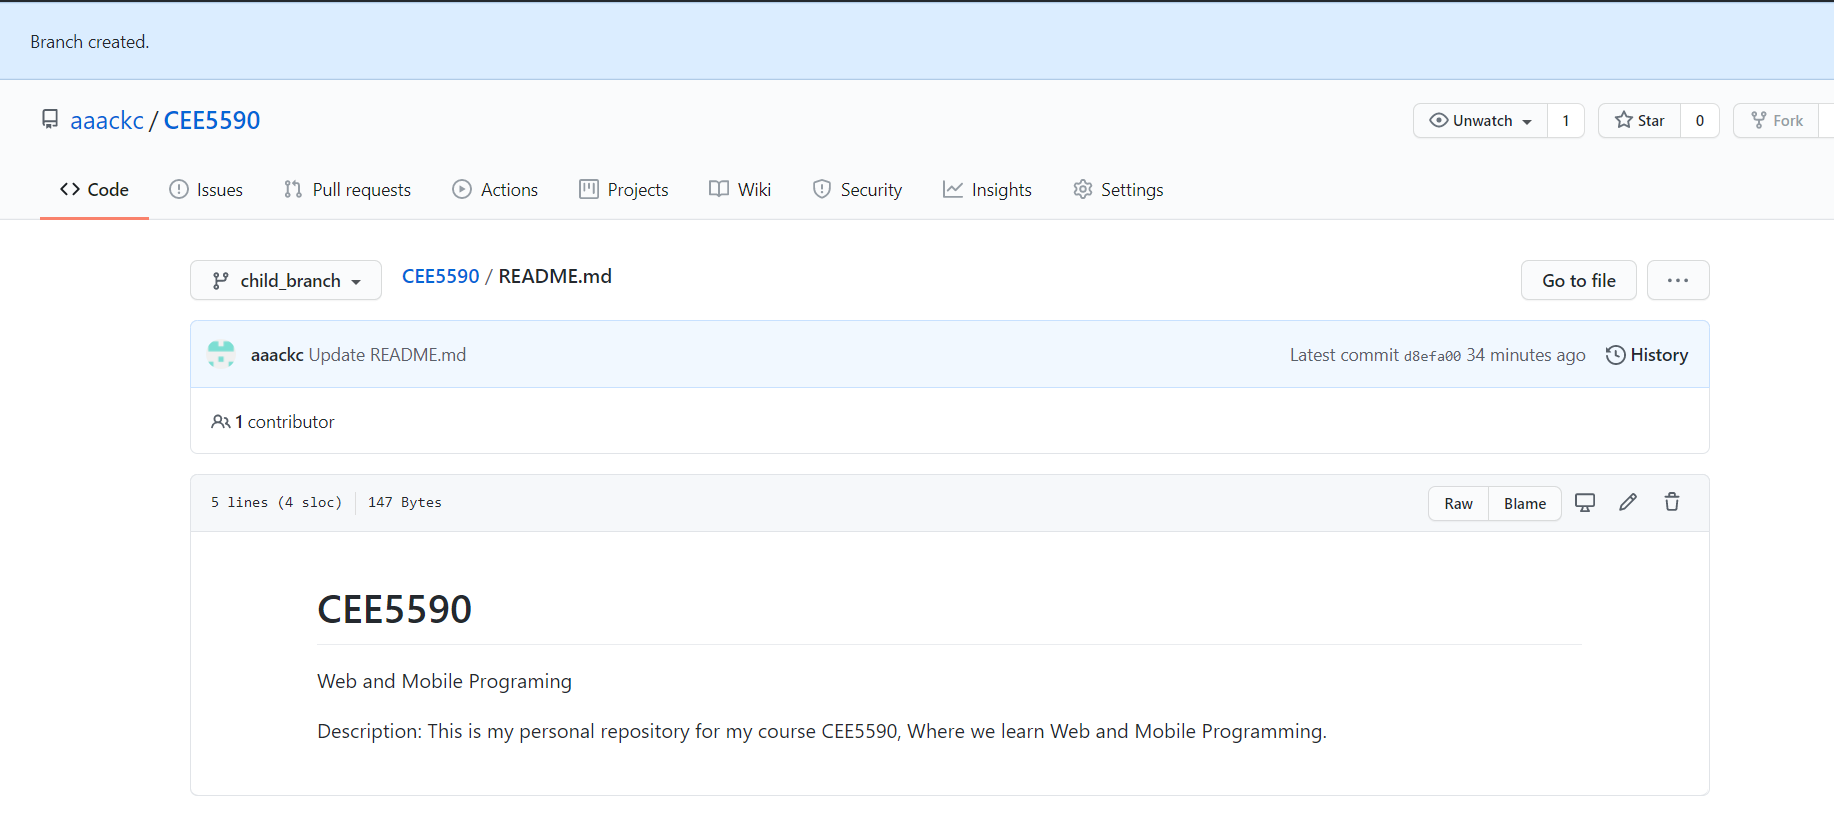 Branch created.
aaackc / CEE5590
Unwatch 1 Star 0 Fork
Code Issues Pull requests Actions Projects Wiki Security Insights Settings
child_branch CEE5590 / README.md Go to file ...
aaackc Update README.md Latest commit d8efa00 34 minutes ago History
1 contributor
5 lines (4 sloc) 147 Bytes Raw Blame
CEE5590
Web and Mobile Programing
Description: This is my personal repository for my course CEE5590, Where we learn Web and Mobile Programming.